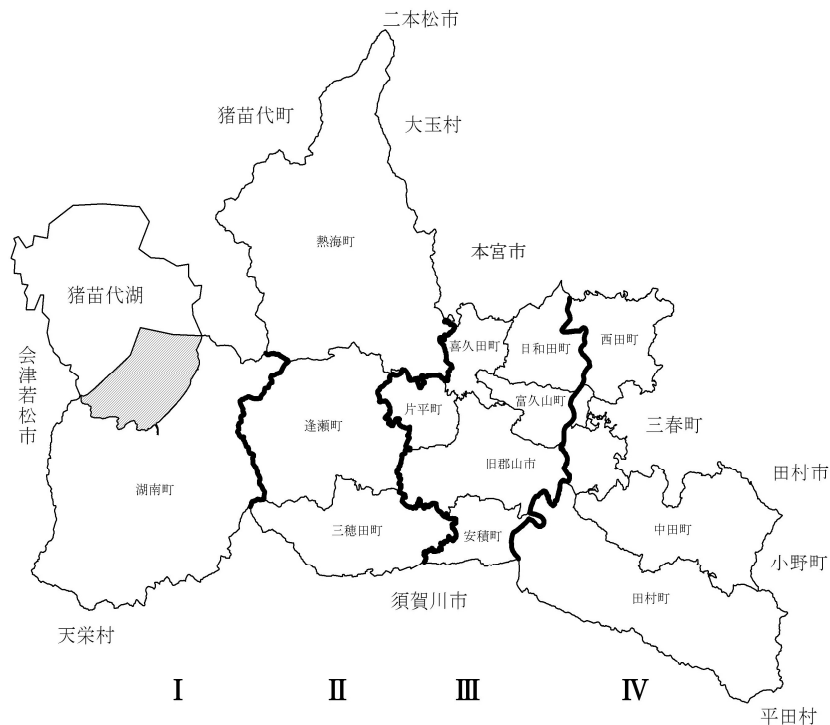 二本松市
猪苗代町
大玉村
熱海町
本宮市
猪苗代湖
喜久田町
日和田町
西田町
会津若松市
片平町
富久山町
逢瀬町
三春町
旧郡山市
田村市
湖南町
三穂田町
安積町
中田町
小野町
須賀川市
田村町
天栄村
Ⅰ
Ⅱ
Ⅲ
Ⅳ
平田村